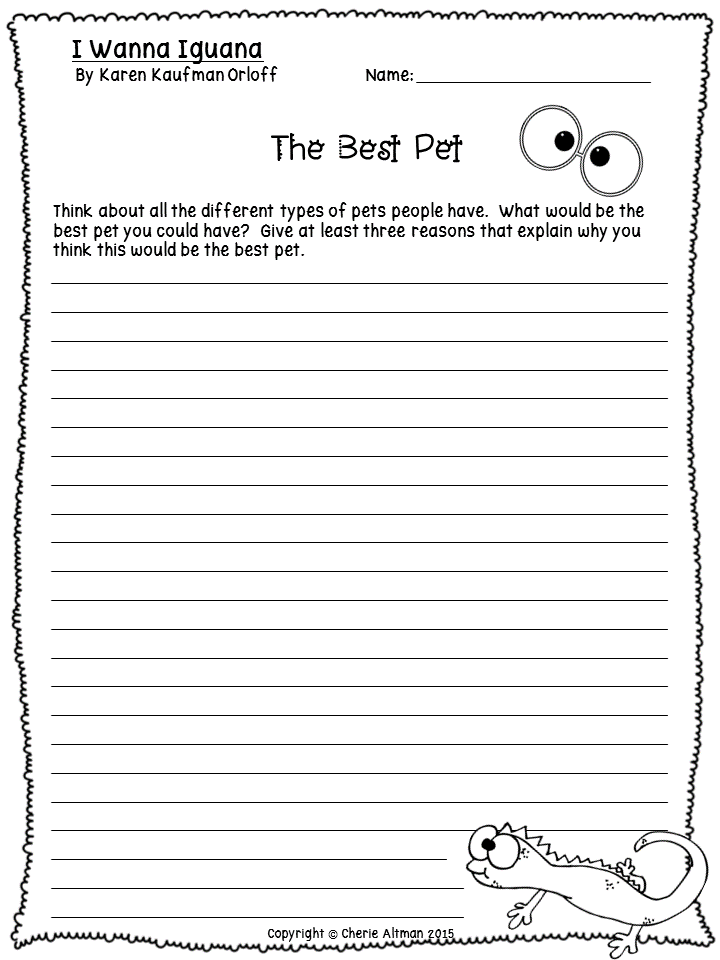 I Wanna Iguana
By Karen Kaufman Orloff Name:
The Best Pet
Think about all the different types of pets people have. What would be the
best pet you could have? Give at least three reasons that explain why you
think this would be the best pet.
Copyright © Cherie Altman 2015